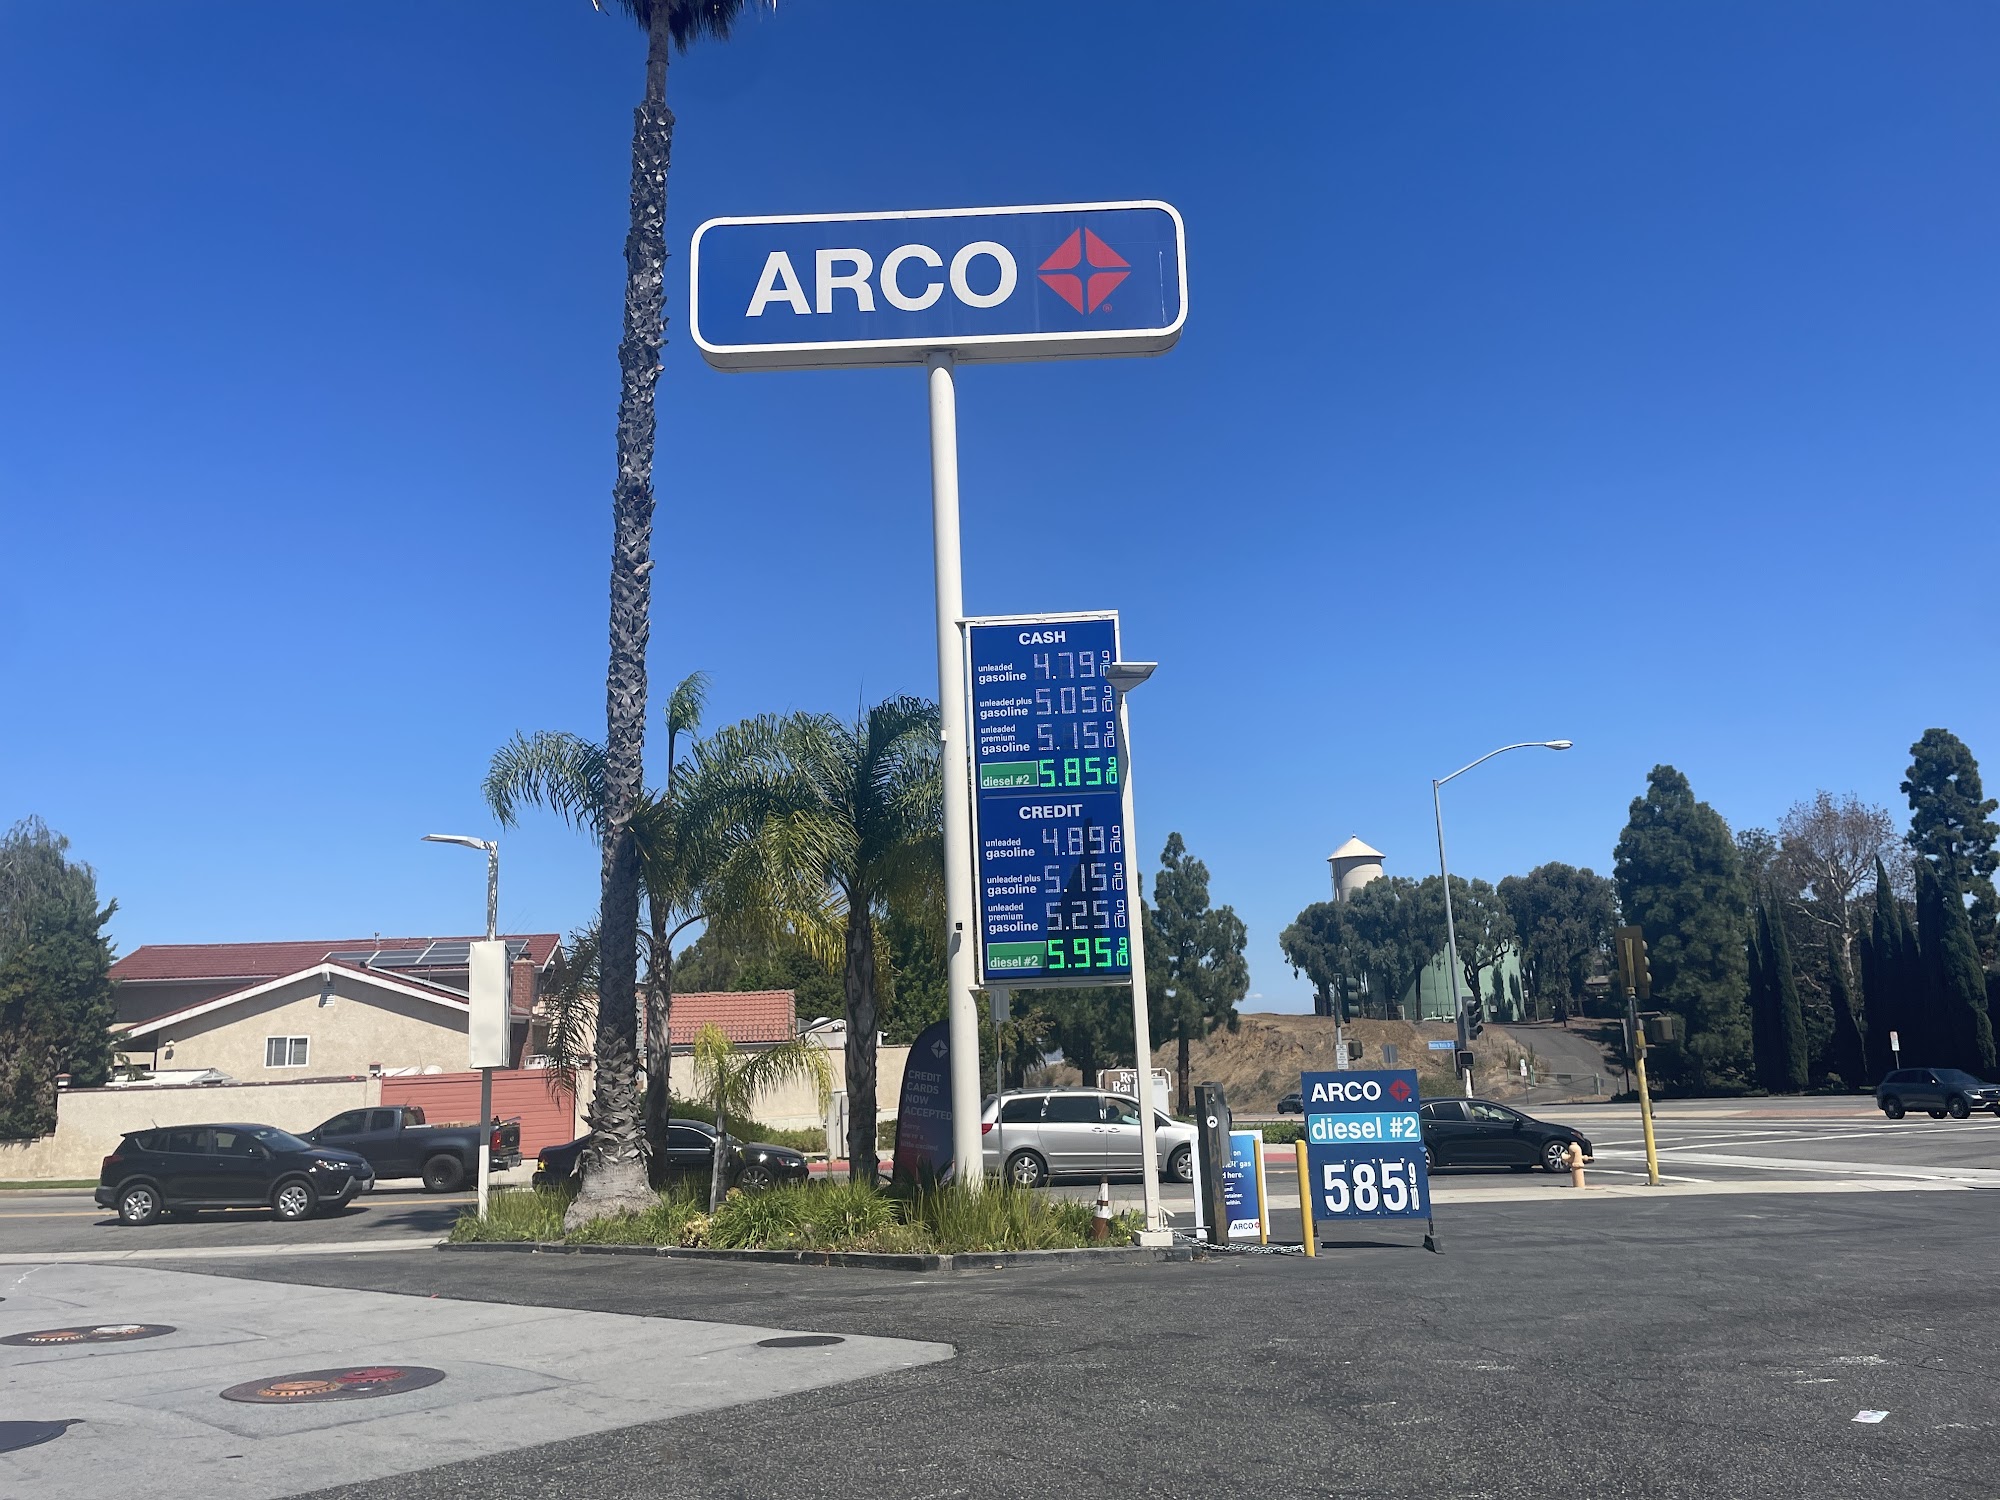 ARCO
CASH
unleaded
gasoline 4.79 9/10
unleaded plus
gasoline 5.05 9/10
unleaded
premium
gasoline 5.15 9/10
diesel #2 5.85 9/10
CREDIT
unleaded
gasoline 4.89 9/10
unleaded plus
gasoline 5.15 9/10
unleaded
premium
gasoline 5.25 9/10
diesel #2 5.95 9/10
CREDIT
CARDS
NOW
ACCEPTED
gas
here.
ARCO
ARCO
diesel #2
585 9/10